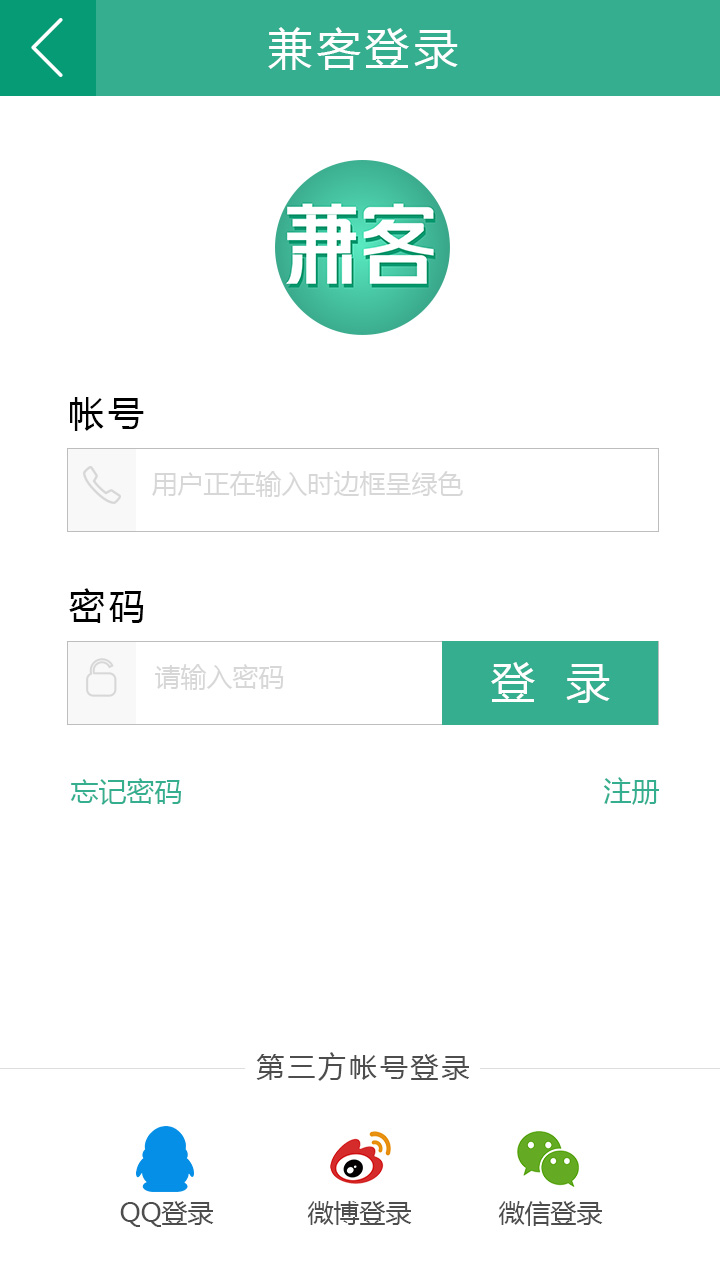 兼客登录
兼客
帐号
用户正在输入时边框呈绿色
密码
请输入密码
登 录
忘记密码 注册
第三方帐号登录
QQ登录 微博登录 微信登录